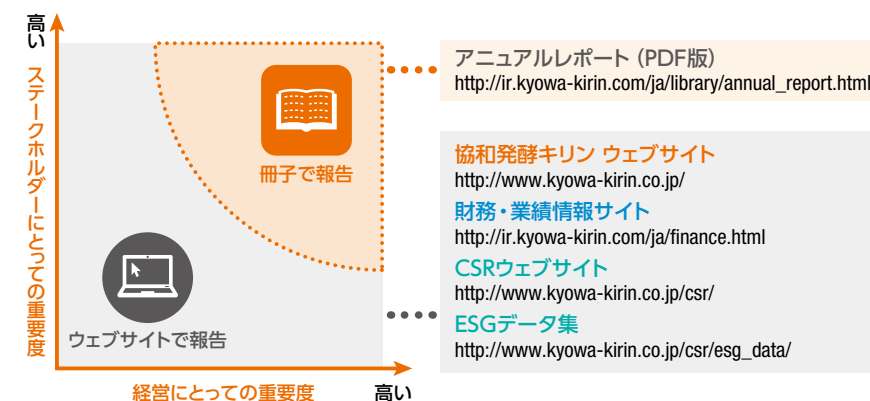 高い
ステークホルダーにとっての重要度
冊子で報告
ウェブサイトで報告
経営にとっての重要度
高い
アニュアルレポート（PDF版）
http://ir.kyowa-kirin.com/ja/library/annual_report.html
協和発酵キリン ウェブサイト
http://www.kyowa-kirin.co.jp/
財務・業績情報サイト
http://ir.kyowa-kirin.com/ja/finance.html
CSRウェブサイト
http://www.kyowa-kirin.co.jp/csr/
ESGデータ集
http://www.kyowa-kirin.co.jp/csr/esg_data/